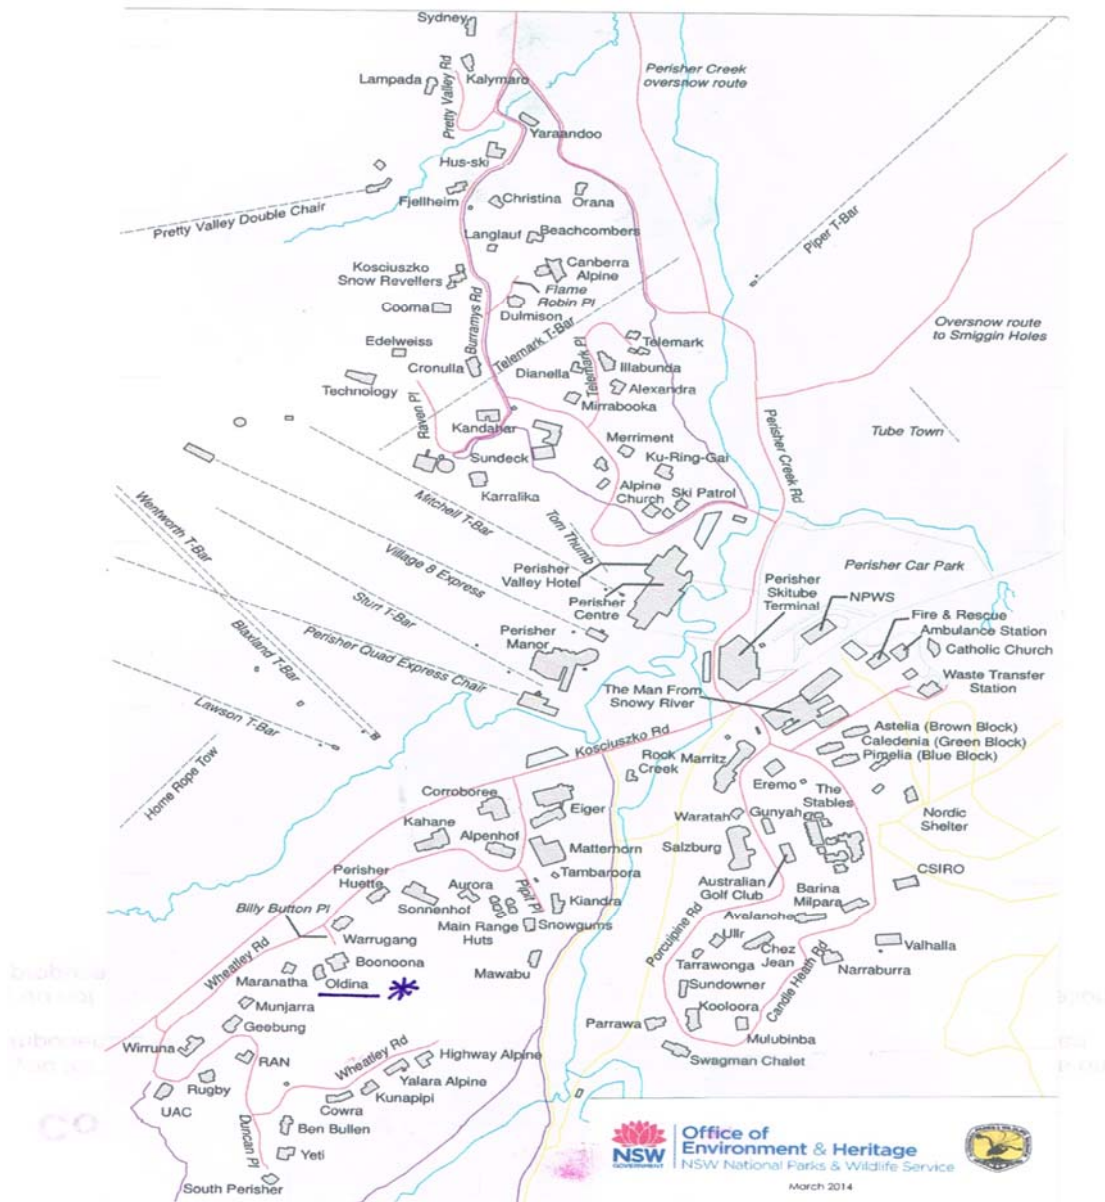 Sydney
Lampada
Pretty Valley Rd
Kalymaro
Perisher Creek
oversnow route
Yaraandoo
Hus-ski
Fjellheim
Christina
Orana
Pretty Valley Double Chair
Piper T-Bar
Langlauf
Beachcombers
Kosciuszko
Snow Revellers
Canberra
Alpine
Flame
Robin Pl
Cooma
Burramys Rd
Dulmison
Telemark T-Bar
Oversnow route
to Smiggin Holes
Edelweiss
Cronulla
Telemark
Dianella
Telemark Pl
Illabunda
Technology
Alexandra
Mirrabooka
Raven Pl
Kandahar
Perisher Creek Rd
Tube Town
Merriment
Sundeck
Ku-Ring-Gai
Karralika
Alpine
Church
Ski Patrol
Mitchell T-Bar
Wentworth T-Bar
Tom Thumb
Village 8 Express
Perisher
Valley Hotel
Perisher
Centre
Perisher
Skitube
Terminal
Perisher Car Park
NPWS
Sturt T-Bar
Fire & Rescue
Ambulance Station
Catholic Church
Blaxland T-Bar
Perisher Quad Express Chair
Perisher
Manor
Waste Transfer
Station
The Man From
Snowy River
Lawson T-Bar
Kosciuszko Rd
Astelia (Brown Block)
Caledenia (Green Block)
Pimelia (Blue Block)
Home Rope Tow
Rock
Creek
Marritz
Eremo
The
Stables
Corroboree
Eiger
Waratah
Gunyah
Nordic
Shelter
Kahane
Alpenhof
Matterhorn
Salzburg
Tambaroora
Perisher
Huette
Aurora
Pipit Pl
Australian
Golf Club
CSIRO
Barina
Milpara
Sonnenhof
Kiandra
Billy Button Pl
Main Range
Huts
Snowgums
Avalanche
Porcuipine Rd
Ullr
Warrugang
Chez
Jean
Valhalla
Wheatley Rd
Boonoona
Mawabu
Tarrawonga
Narraburra
Maranatha
Oldina
Sundowner
Candle Heath Rd
Munjarra
Kooloora
Geebung
Parrawa
Mulubinba
Wirruna
RAN
Wheatley Rd
Highway Alpine
Swagman Chalet
Yalara Alpine
Rugby
Kunapipi
UAC
Cowra
Duncan Pl
Ben Bullen
Yeti
South Perisher
NSW
GOVERNMENT
Office of
Environment & Heritage
NSW National Parks & Wildlife Service
March 2014